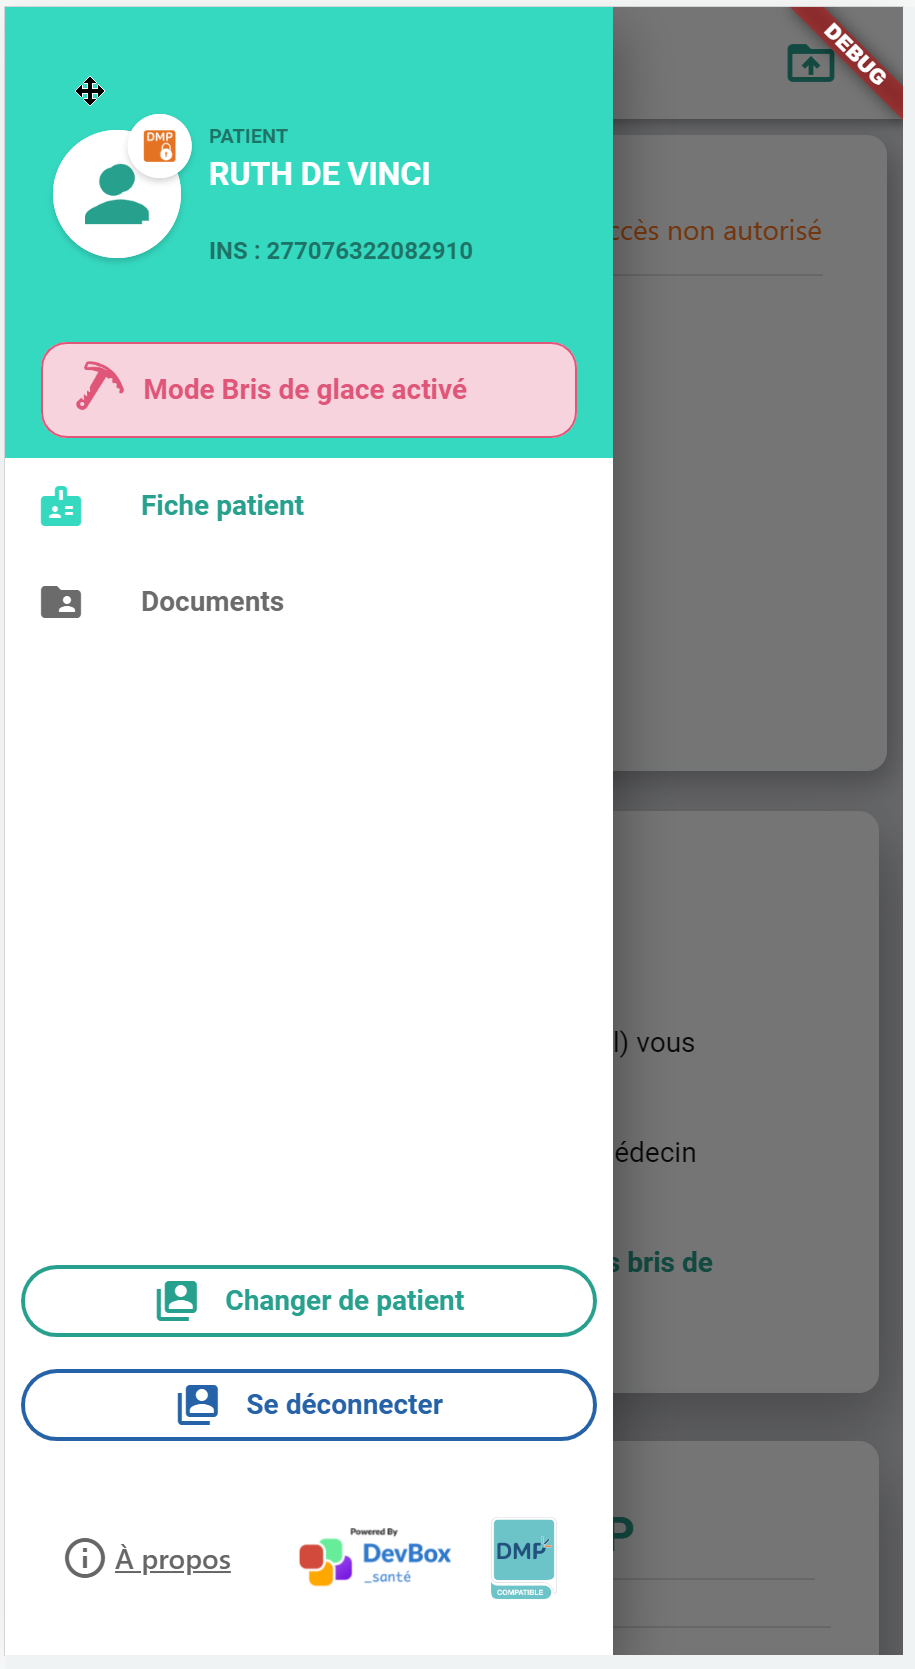 DEBUG
DMP
PATIENT
RUTH DE VINCI
INS : 277076322082910
ccès non autorisé
Mode Bris de glace activé
Fiche patient
Documents
l) vous
édecin
s bris de
Changer de patient
Se déconnecter
P
À propos
Powered By
DevBox
_santé
DMP
COMPATIBLE